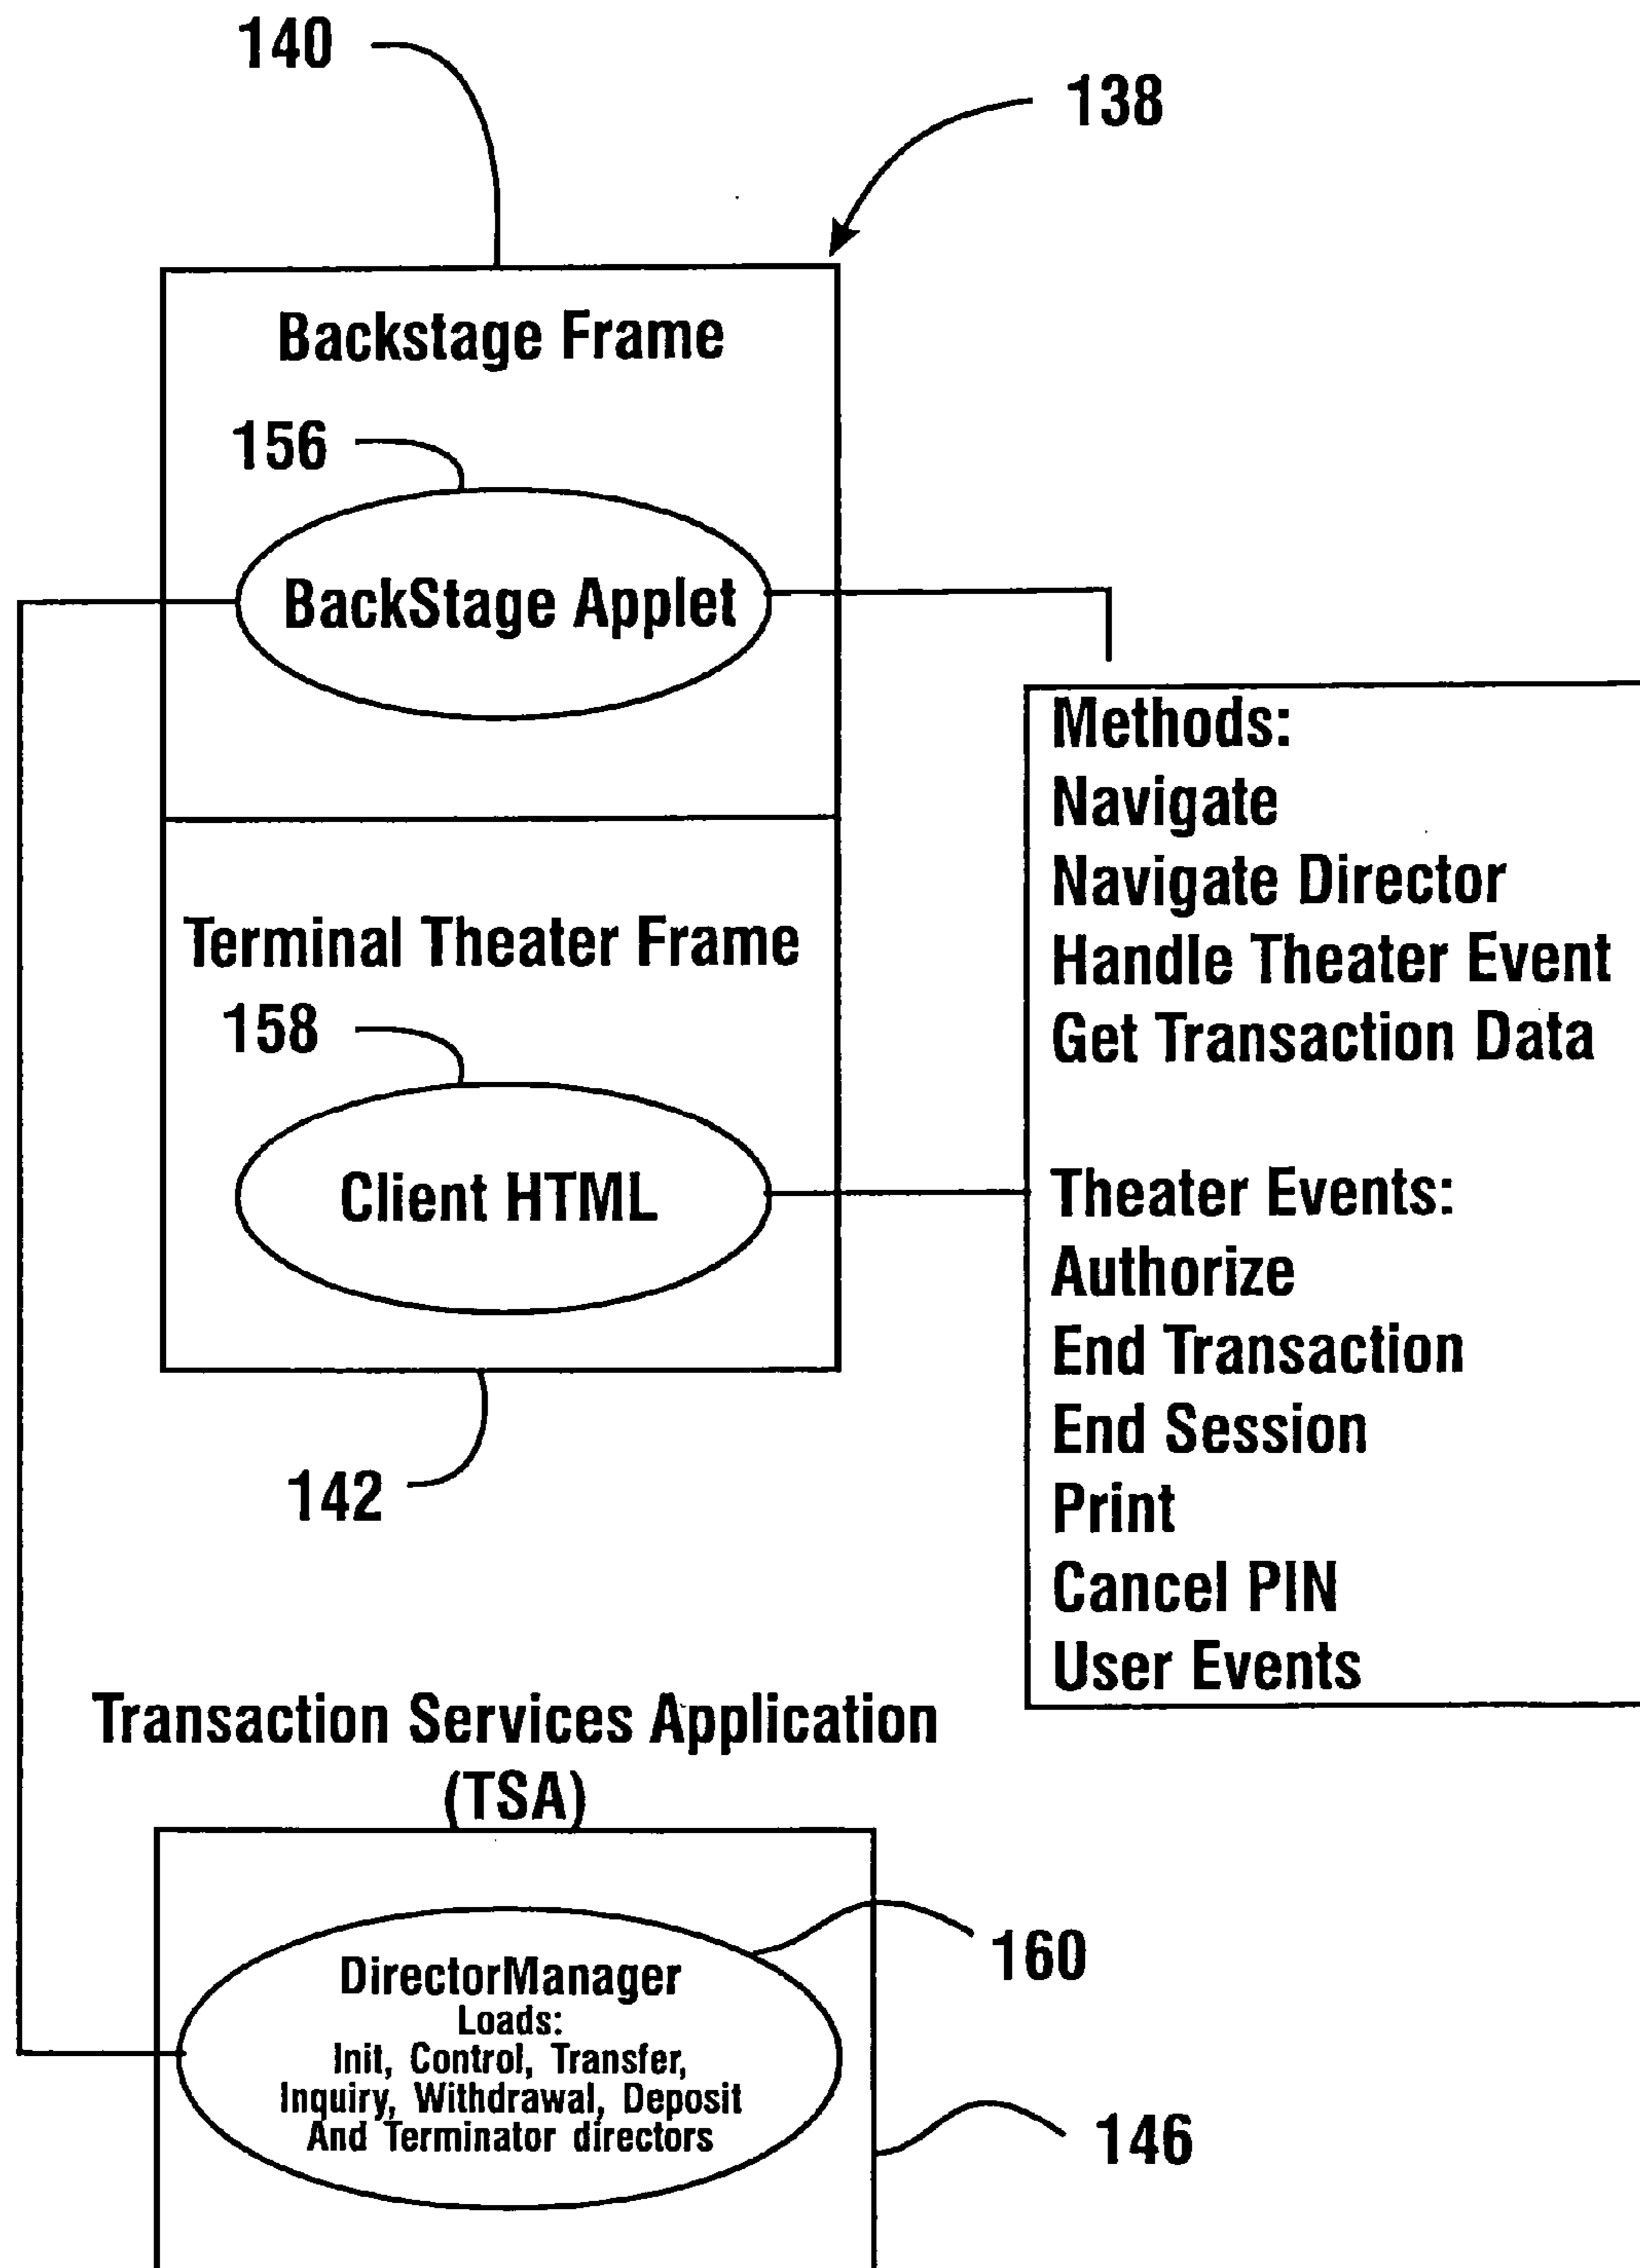 140
138
Backstage Frame
156
BackStage Applet
Methods:
Navigate
Navigate Director
Handle Theater Event
Get Transaction Data
Terminal Theater Frame
158
Client HTML
Theater Events:
Authorize
End Transaction
End Session
Print
Cancel PIN
User Events
142
Transaction Services Application
(TSA)
DirectorManager
Loads:
Init, Control, Transfer,
Inquiry, Withdrawal, Deposit
And Terminator directors
160
146